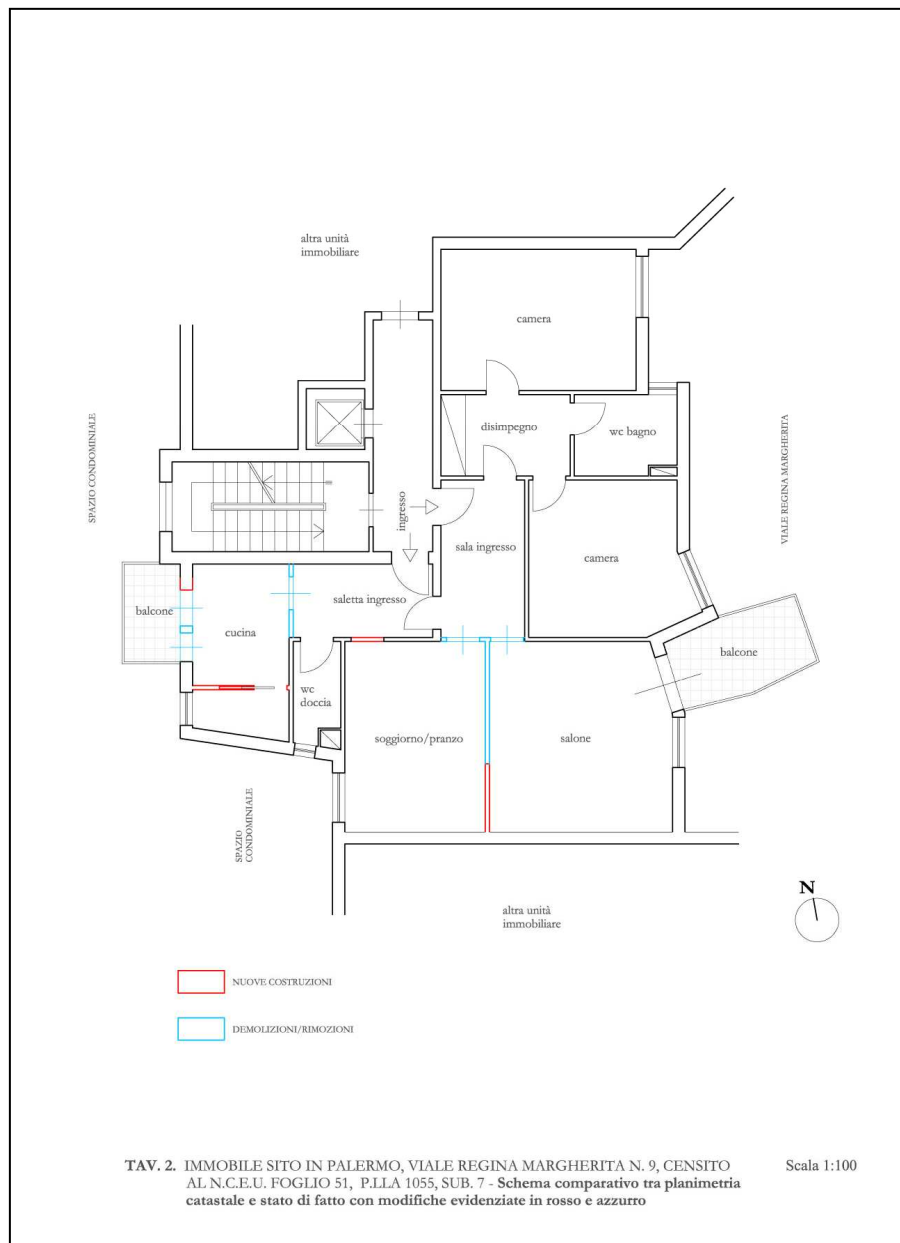 altra unità
immobiliare
camera
SPAZIO CONDOMINIALE
disimpegno
wc bagno
VIALE REGINA MARGHERITA
ingresso
sala ingresso
camera
balcone
saletta ingresso
cucina
balcone
wc
doccia
soggiorno/pranzo
salone
SPAZIO
CONDOMINIALE
N
altra unità
immobiliare
NUOVE COSTRUZIONI
DEMOLIZIONI/RIMOZIONI
TAV. 2. IMMOBILE SITO IN PALERMO, VIALE REGINA MARGHERITA N. 9, CENSITO
AL N.C.E.U. FOGLIO 51, P.LLA 1055, SUB. 7 - Schema comparativo tra planimetria
catastale e stato di fatto con modifiche evidenziate in rosso e azzurro
Scala 1:100